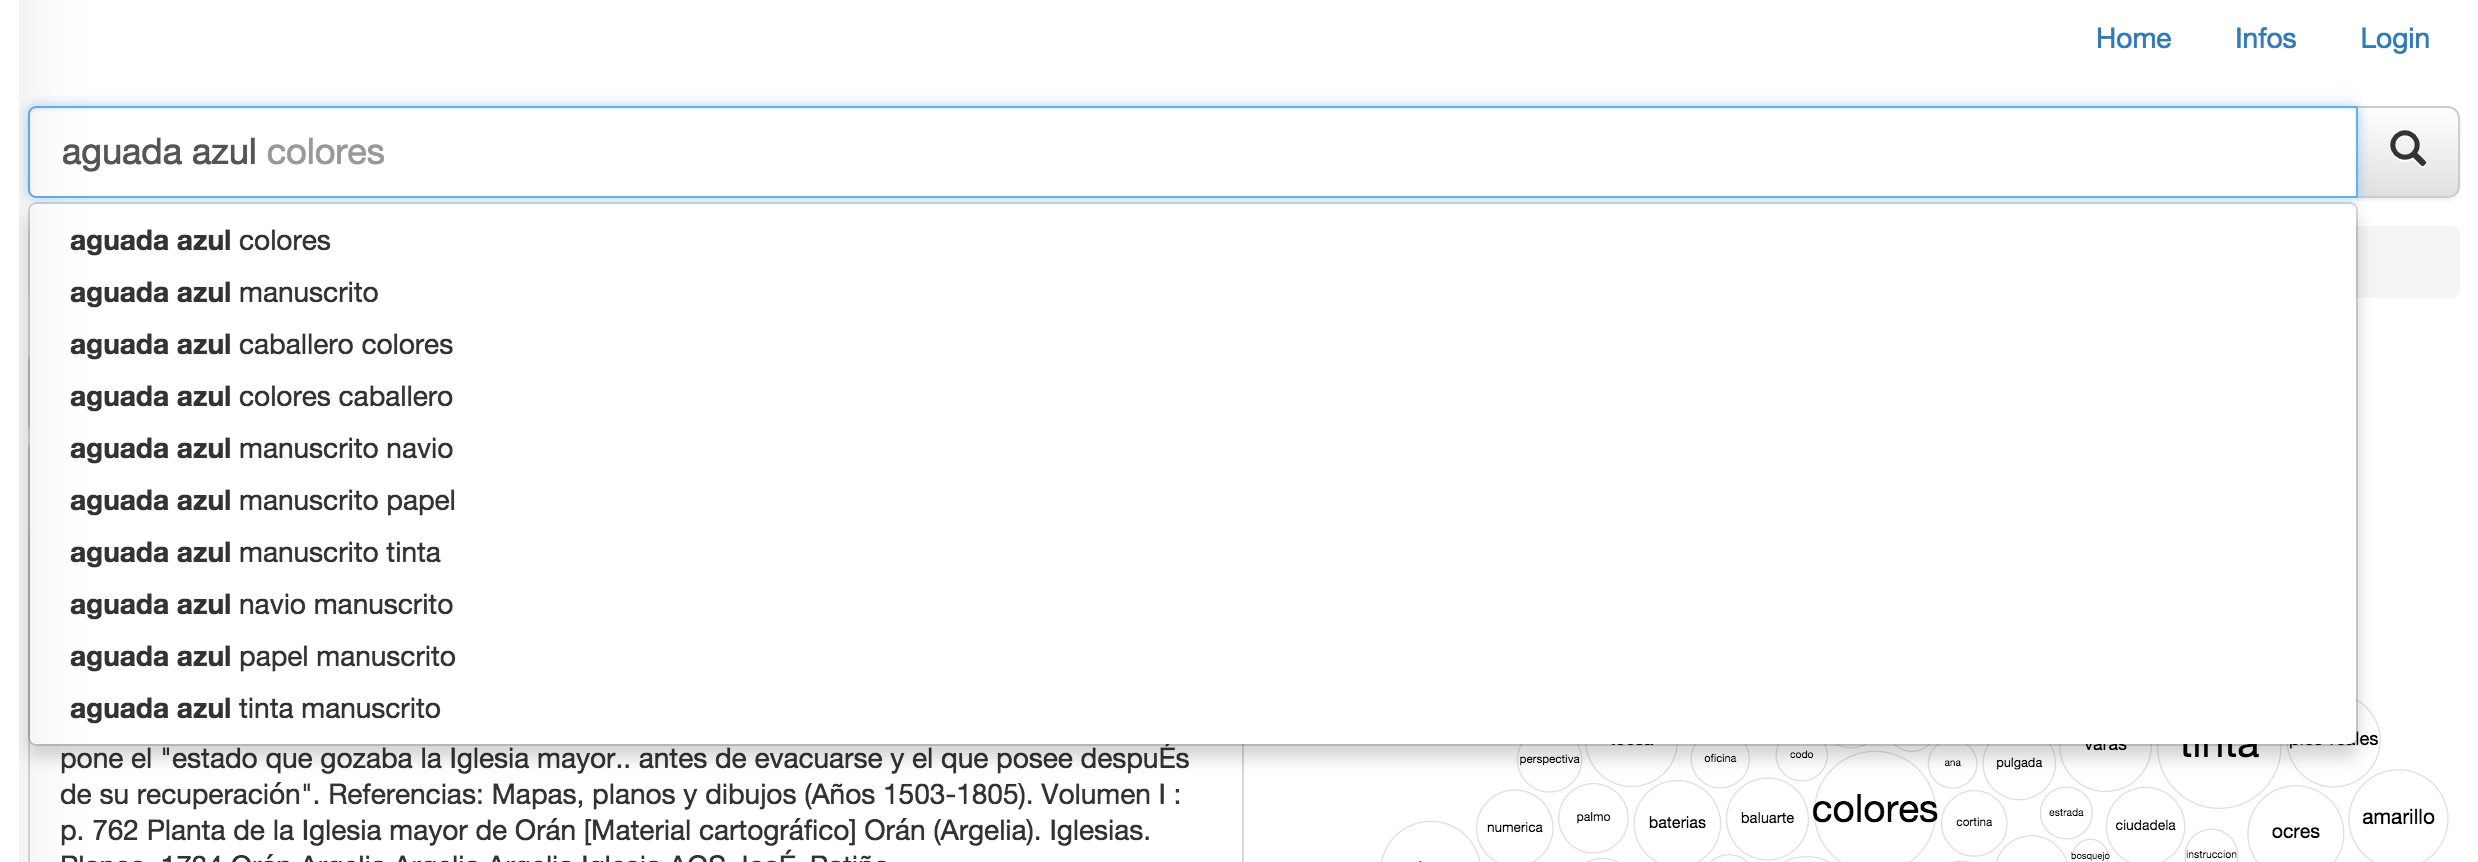 Home Infos Login
aguada azul colores
aguada azul colores
aguada azul manuscrito
aguada azul caballero colores
aguada azul colores caballero
aguada azul manuscrito navio
aguada azul manuscrito papel
aguada azul manuscrito tinta
aguada azul navio manuscrito
aguada azul papel manuscrito
aguada azul tinta manuscrito
pone el "estado que gozaba la Iglesia mayor.. antes de evacuarse y el que posee despuÉs
de su recuperación". Referencias: Mapas, planos y dibujos (Años 1503-1805). Volumen I :
p. 762 Planta de la Iglesia mayor de Orán [Material cartográfico] Orán (Argelia). Iglesias.
varas tinta
perspectiva oficina codo ana pulgada
numerica palmo baterias baluarte colores cortina estrada ciudadela ocres amarillo
bosquejo instruccion